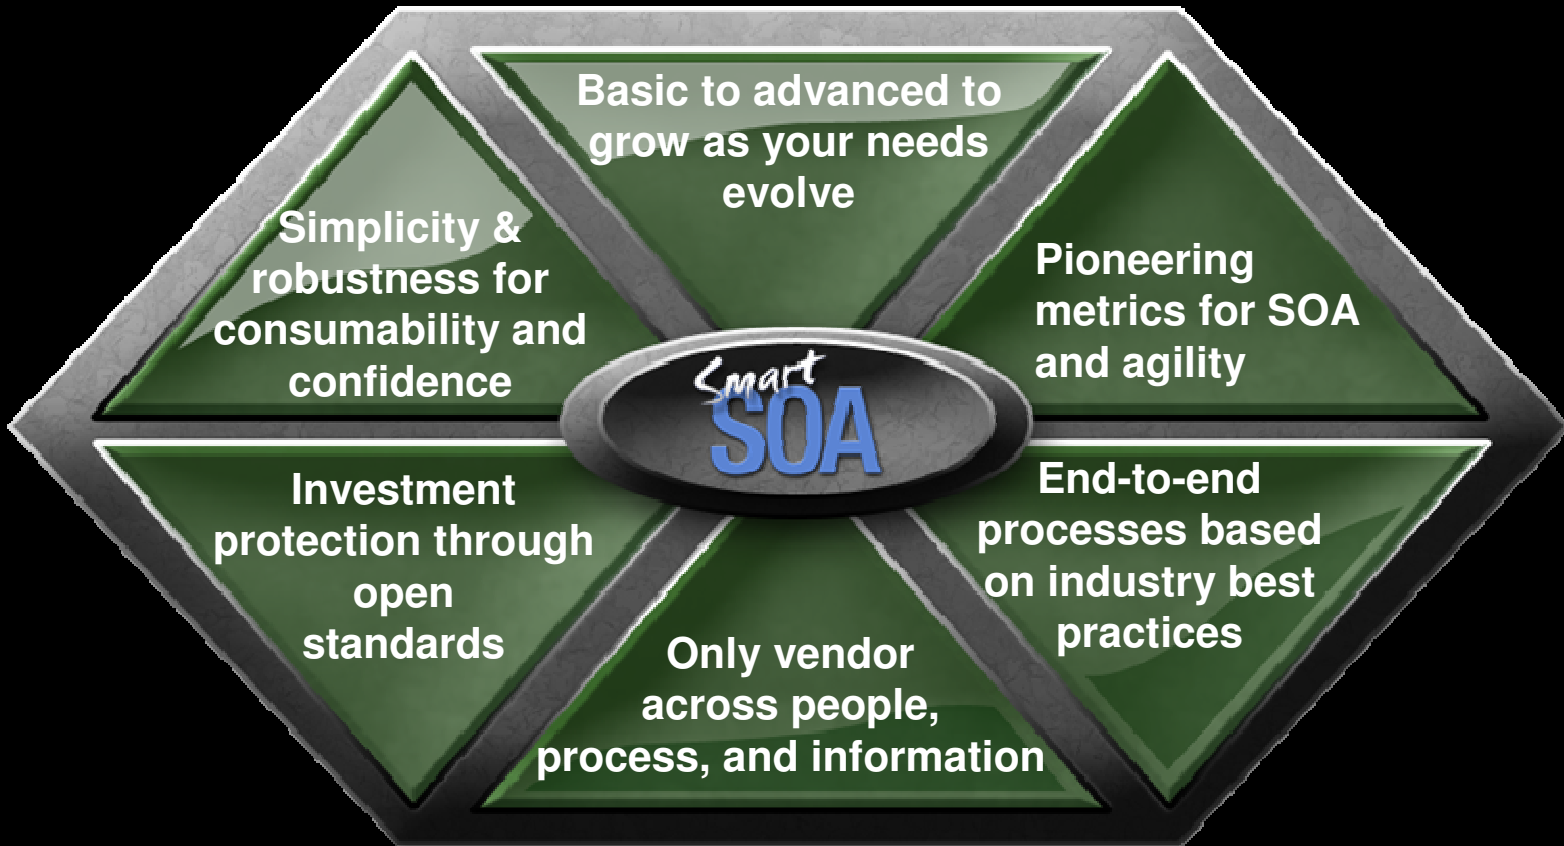 Basic to advanced to
grow as your needs
evolve
Simplicity &
robustness for
consumability and
confidence
Pioneering
metrics for SOA
and agility
Smart
SOA
Investment
protection through
open
standards
End-to-end
processes based
on industry best
practices
Only vendor
across people,
process, and information